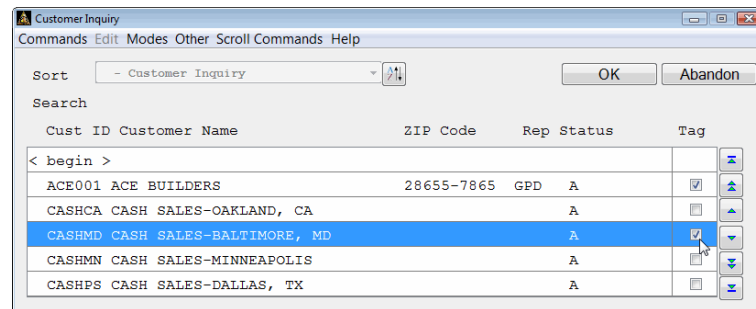 Customer Inquiry
Commands Edit Modes Other Scroll Commands Help
Sort - Customer Inquiry OK Abandon
Search
Cust ID Customer Name ZIP Code Rep Status Tag
< begin >
ACE001 ACE BUILDERS 28655-7865 GPD A
CASHCA CASH SALES-OAKLAND, CA A
CASHMD CASH SALES-BALTIMORE, MD A
CASHMN CASH SALES-MINNEAPOLIS A
CASHPS CASH SALES-DALLAS, TX A